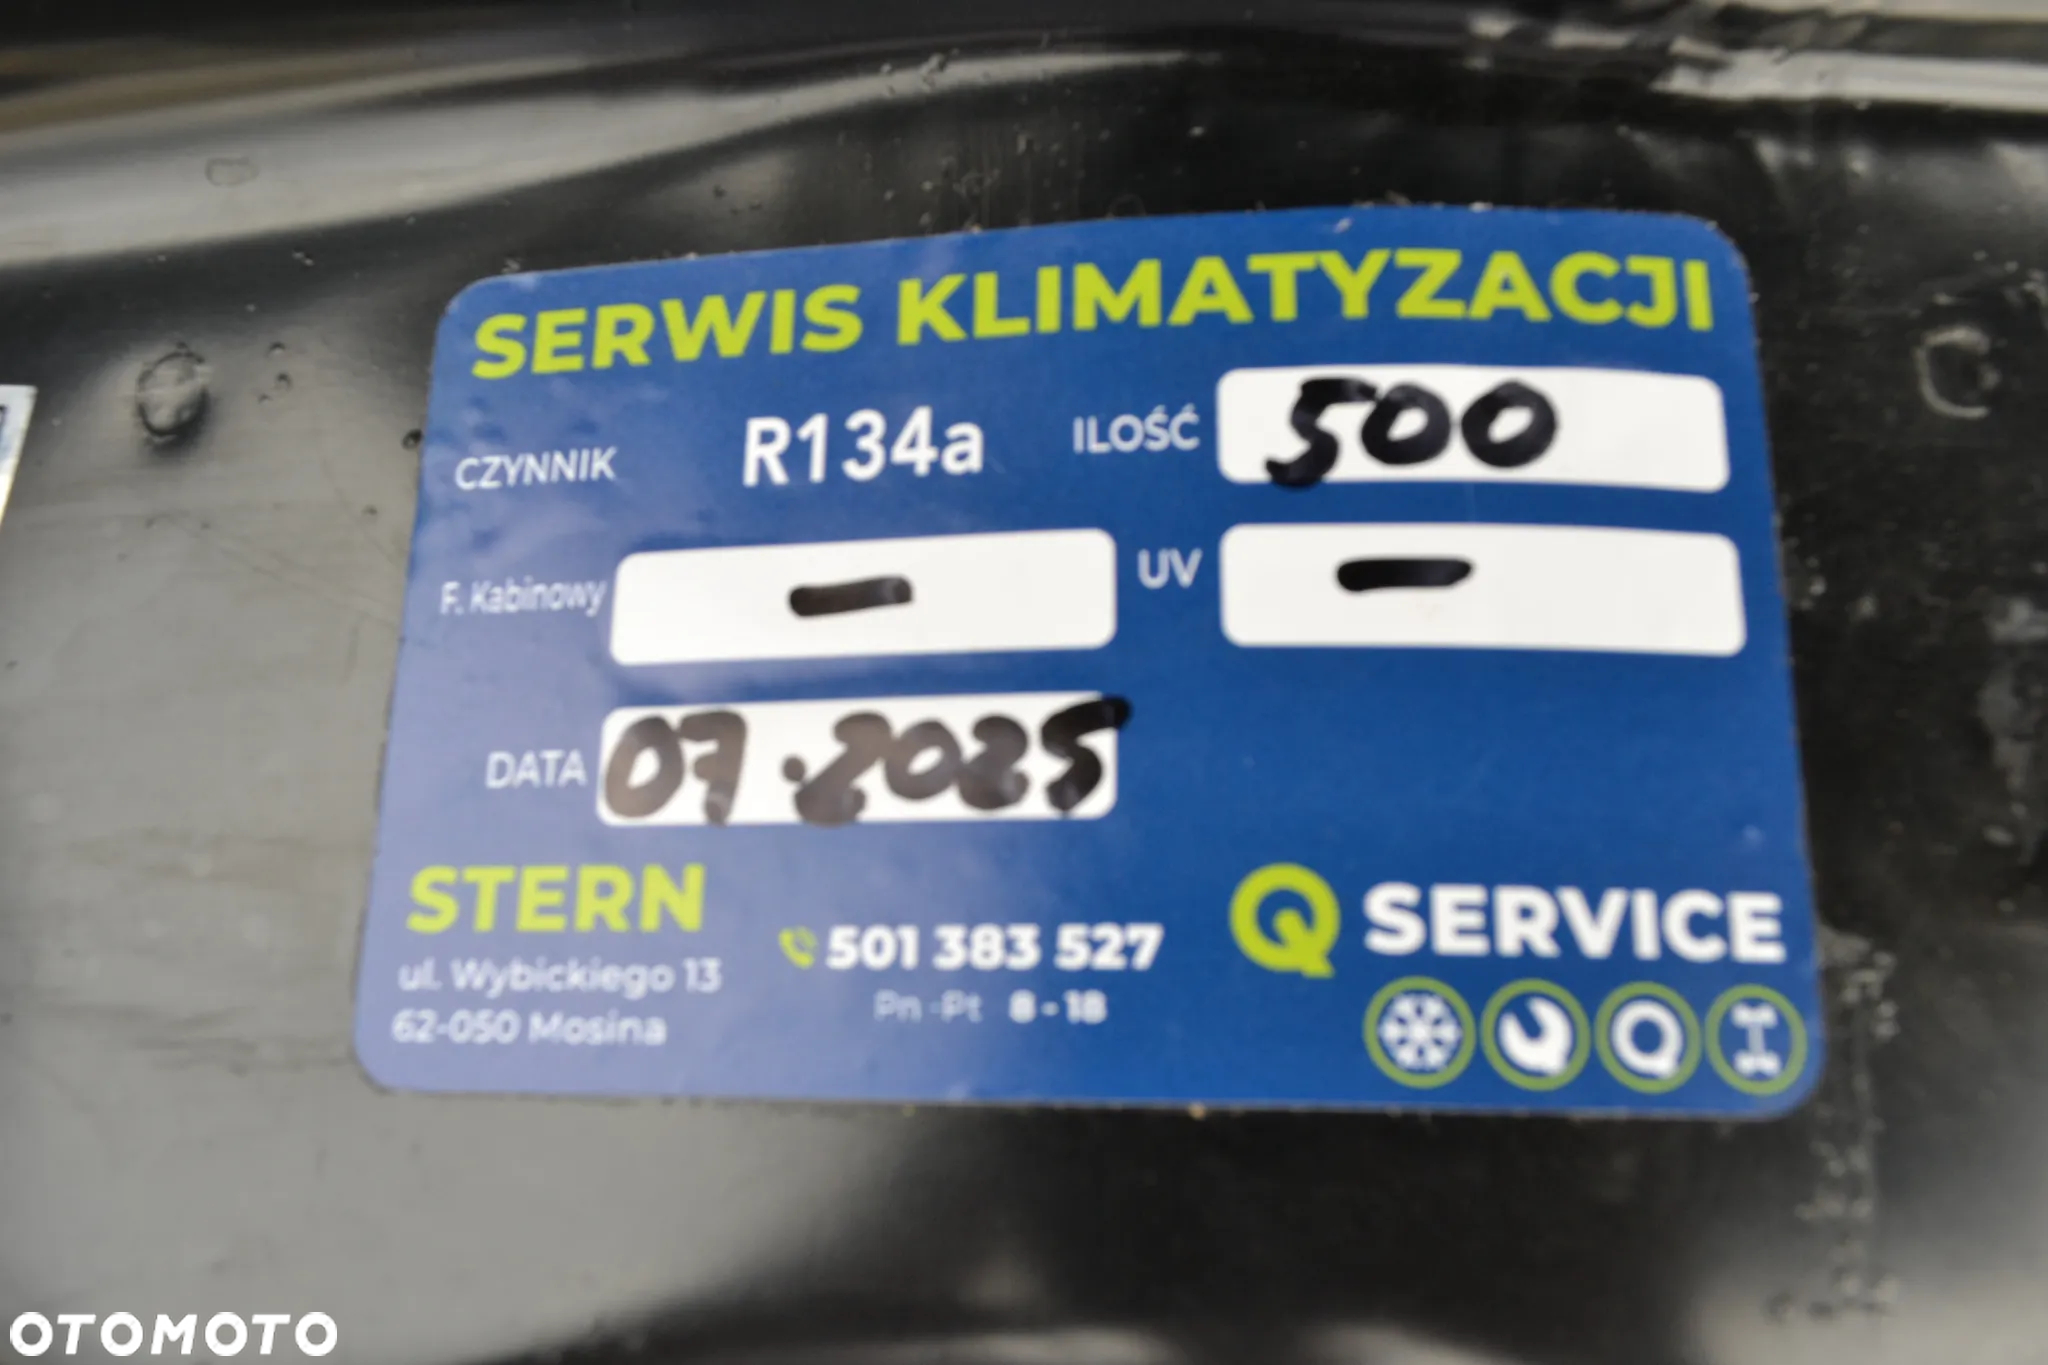 SERWIS KLIMATYZACJI
CZYNNIK R134a ILOŚĆ 500
F. Kabinowy - UV -
DATA 07.2025
STERN
ul. Wybickiego 13
62-050 Mosina
501 383 527
Pn-Pt 8-18
Q SERVICE
OTOMOTO